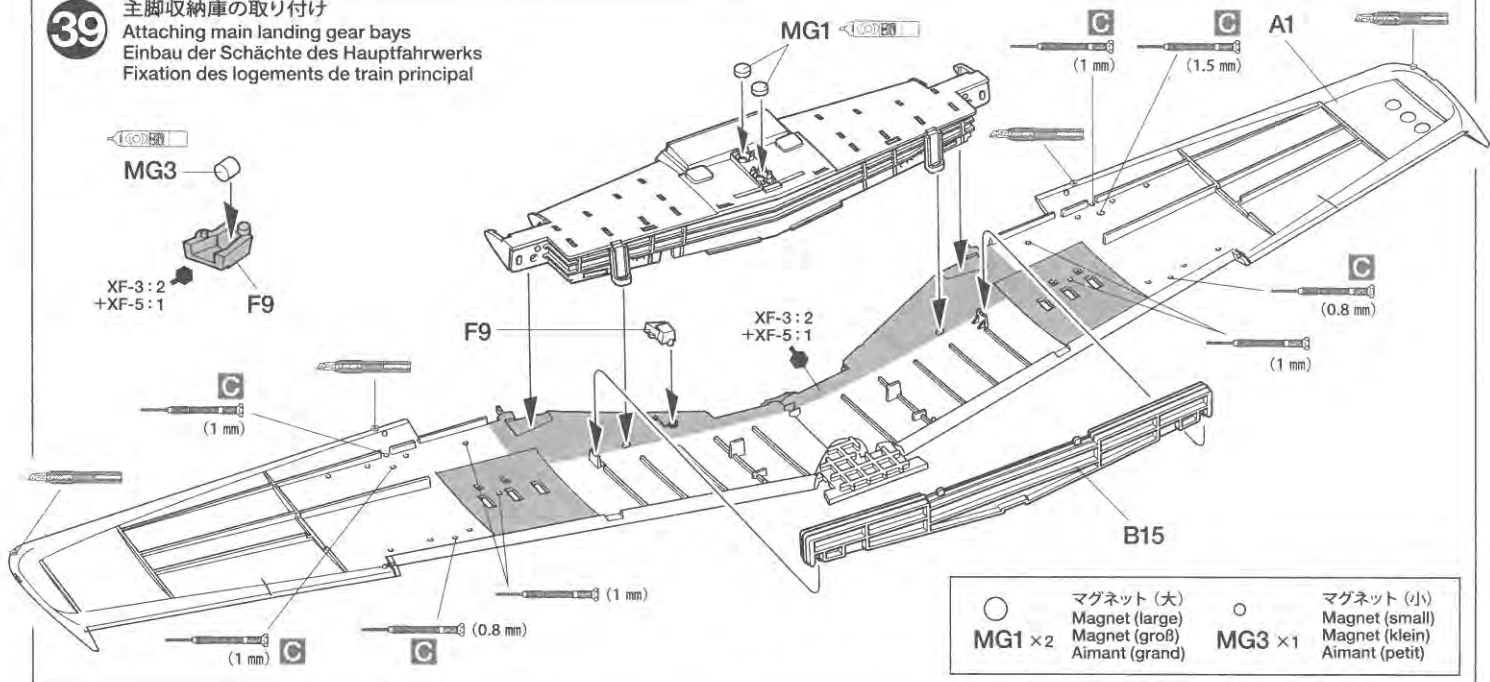 39
主脚収納庫の取り付け
Attaching main landing gear bays
Einbau der Schächte des Hauptfahrwerks
Fixation des logements de train principal
MG1
C
(1 mm)
C
(1.5 mm)
A1
MG3
XF-3:2
+XF-5:1
F9
F9
XF-3:2
+XF-5:1
C
(0.8 mm)
(1 mm)
C
(1 mm)
B15
(1 mm)
(0.8 mm)
C
(1 mm)
C
MG1 ×2
マグネット (大)
Magnet (large)
Magnet (groß)
Aimant (grand)
MG3 ×1
マグネット (小)
Magnet (small)
Magnet (klein)
Aimant (petit)